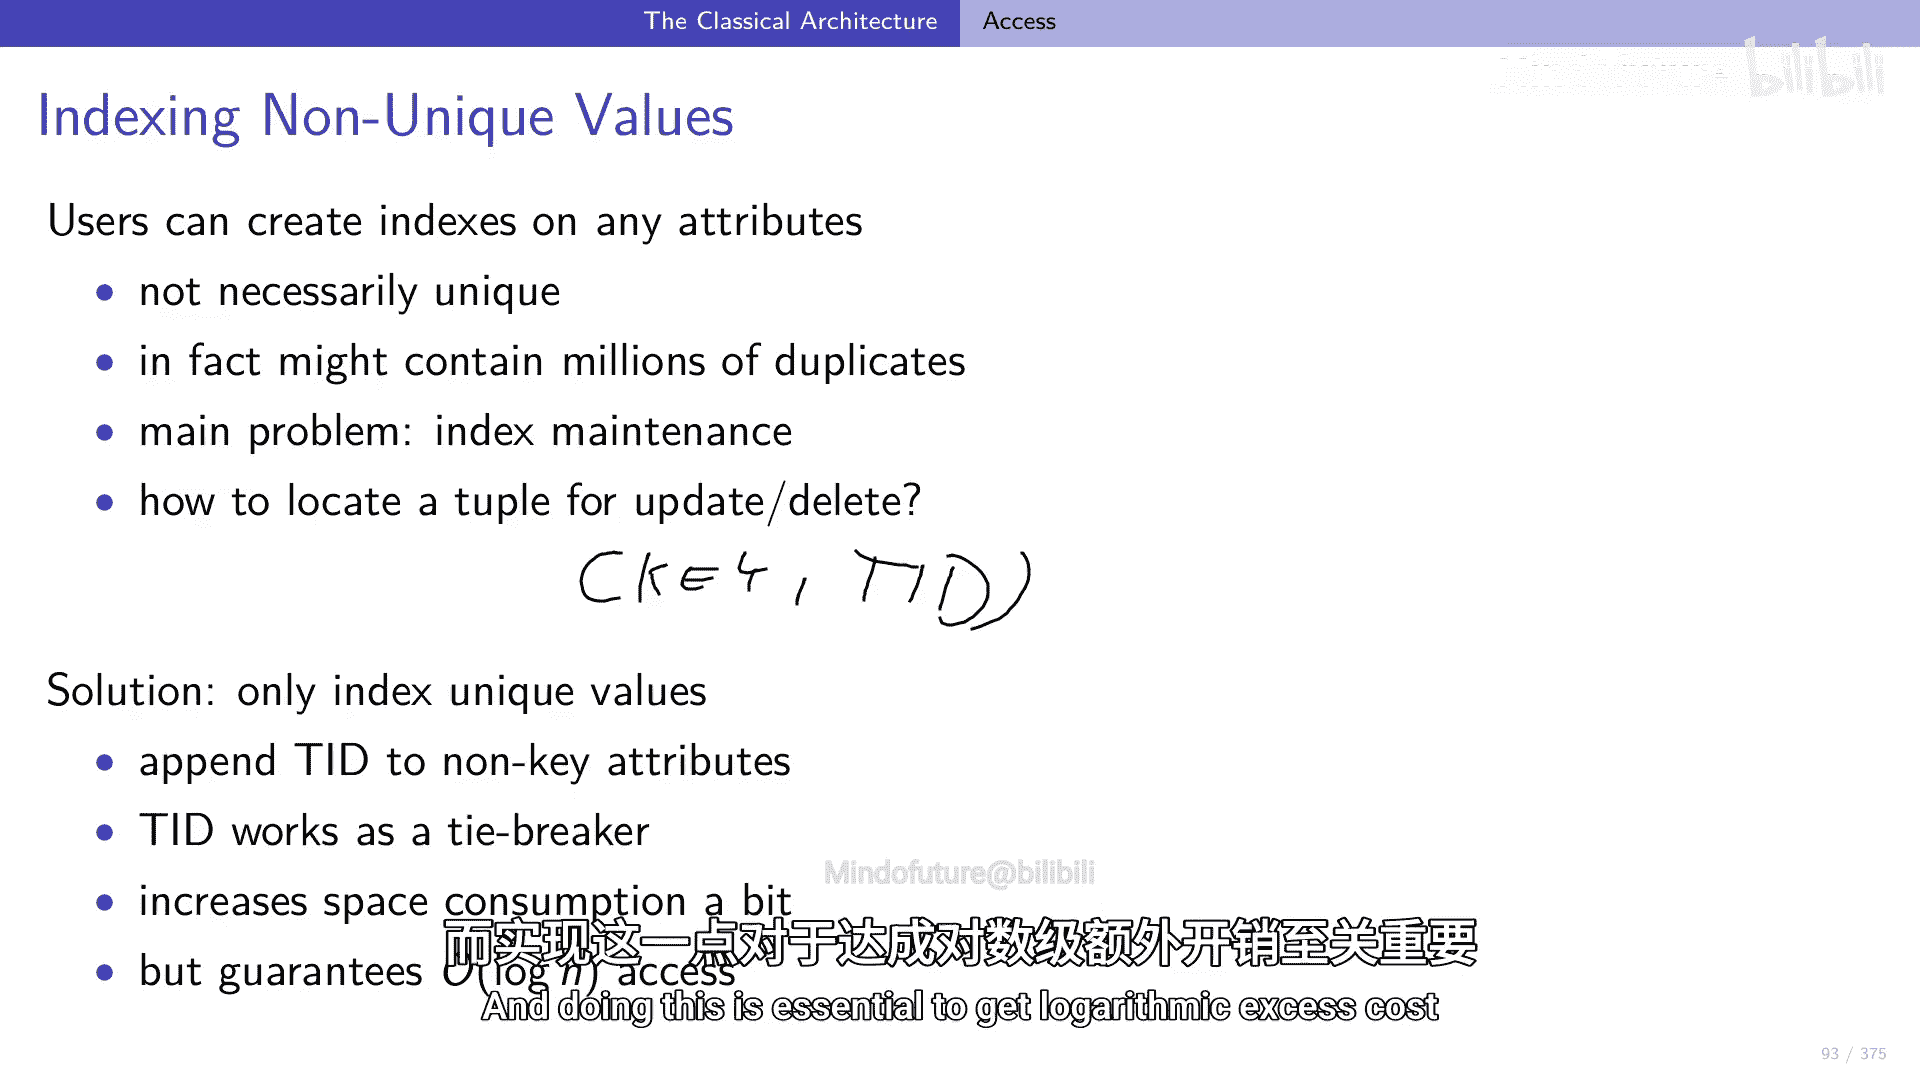 The Classical Architecture Access
bilibili
Indexing Non-Unique Values
Users can create indexes on any attributes
• not necessarily unique
• in fact might contain millions of duplicates
• main problem: index maintenance
• how to locate a tuple for update/delete?
(KEY, TID)
Solution: only index unique values
• append TID to non-key attributes
• TID works as a tie-breaker
Mindofuture@bilibili
• increases space consumption a bit
而实现这一点对于达成对数级额外开销至关重要
• but guarantees O(log n) access
And doing this is essential to get logarithmic excess cost
93 / 375